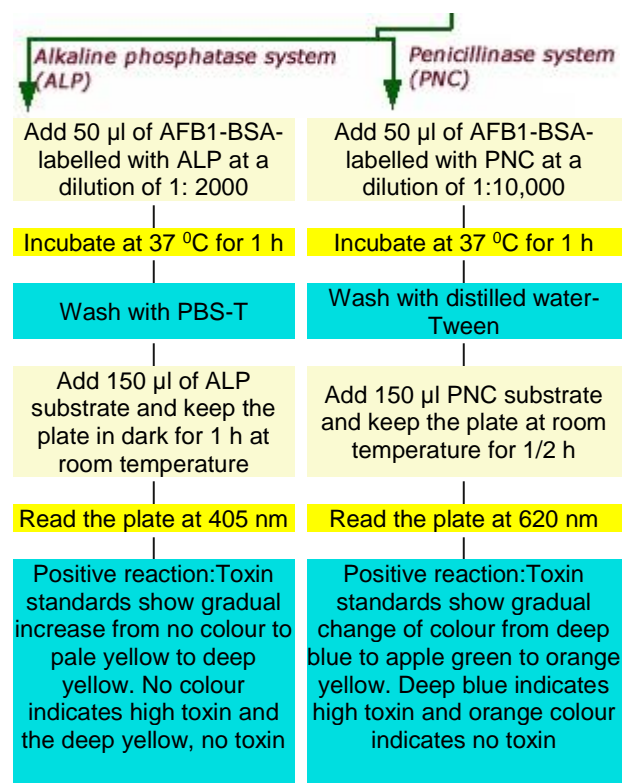 Alkaline phosphatase system
(ALP)
Add 50 µl of AFB1-BSA-
labelled with ALP at a
dilution of 1: 2000
Incubate at 37 ⁰C for 1 h
Wash with PBS-T
Add 150 µl of ALP
substrate and keep the
plate in dark for 1 h at
room temperature
Read the plate at 405 nm
Positive reaction:Toxin
standards show gradual
increase from no colour to
pale yellow to deep
yellow. No colour
indicates high toxin and
the deep yellow, no toxin
Penicillinase system
(PNC)
Add 50 µl of AFB1-BSA-
labelled with PNC at a
dilution of 1:10,000
Incubate at 37 ⁰C for 1 h
Wash with distilled water-
Tween
Add 150 µl PNC substrate
and keep the plate at room
temperature for 1/2 h
Read the plate at 620 nm
Positive reaction:Toxin
standards show gradual
change of colour from deep
blue to apple green to orange
yellow. Deep blue indicates
high toxin and orange colour
indicates no toxin